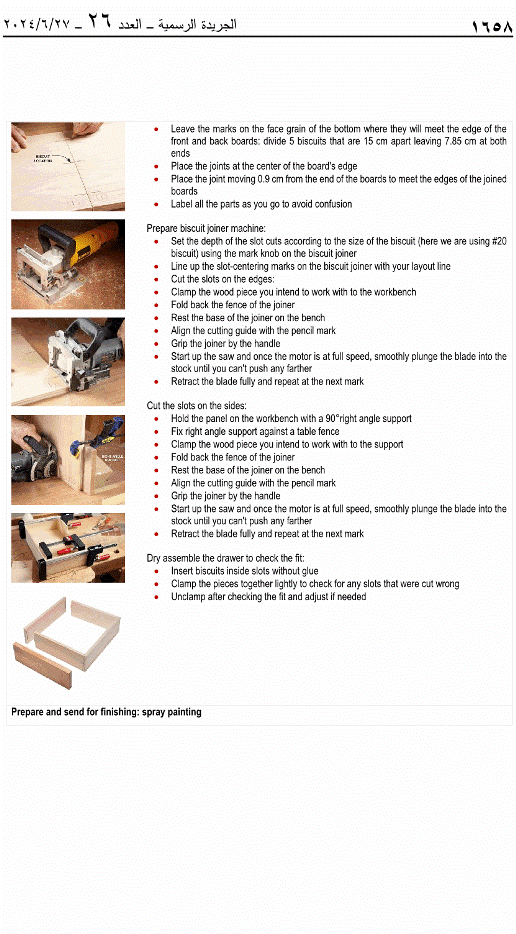 ١٦٥٨
الجريدة الرسمية – العدد ٢٦ – ٢٠٢٤/٦/٢٧
• Leave the marks on the face grain of the bottom where they will meet the edge of the
front and back boards: divide 5 biscuits that are 15 cm apart leaving 7.85 cm at both
ends
• Place the joints at the center of the board's edge
• Place the joint moving 0.9 cm from the end of the boards to meet the edges of the joined
boards
• Label all the parts as you go to avoid confusion
BISCUIT
LOCATION
Prepare biscuit joiner machine:
• Set the depth of the slot cuts according to the size of the biscuit (here we are using #20
biscuit) using the mark knob on the biscuit joiner
• Line up the slot-centering marks on the biscuit joiner with your layout line
• Cut the slots on the edges:
• Clamp the wood piece you intend to work with to the workbench
• Fold back the fence of the joiner
• Rest the base of the joiner on the bench
• Align the cutting guide with the pencil mark
• Grip the joiner by the handle
• Start up the saw and once the motor is at full speed, smoothly plunge the blade into the
stock until you can't push any farther
• Retract the blade fully and repeat at the next mark
Cut the slots on the sides:
• Hold the panel on the workbench with a 90°right angle support
• Fix right angle support against a table fence
• Clamp the wood piece you intend to work with to the support
• Fold back the fence of the joiner
• Rest the base of the joiner on the bench
• Align the cutting guide with the pencil mark
• Grip the joiner by the handle
• Start up the saw and once the motor is at full speed, smoothly plunge the blade into the
stock until you can't push any farther
• Retract the blade fully and repeat at the next mark
Dry assemble the drawer to check the fit:
• Insert biscuits inside slots without glue
• Clamp the pieces together lightly to check for any slots that were cut wrong
• Unclamp after checking the fit and adjust if needed
Prepare and send for finishing: spray painting